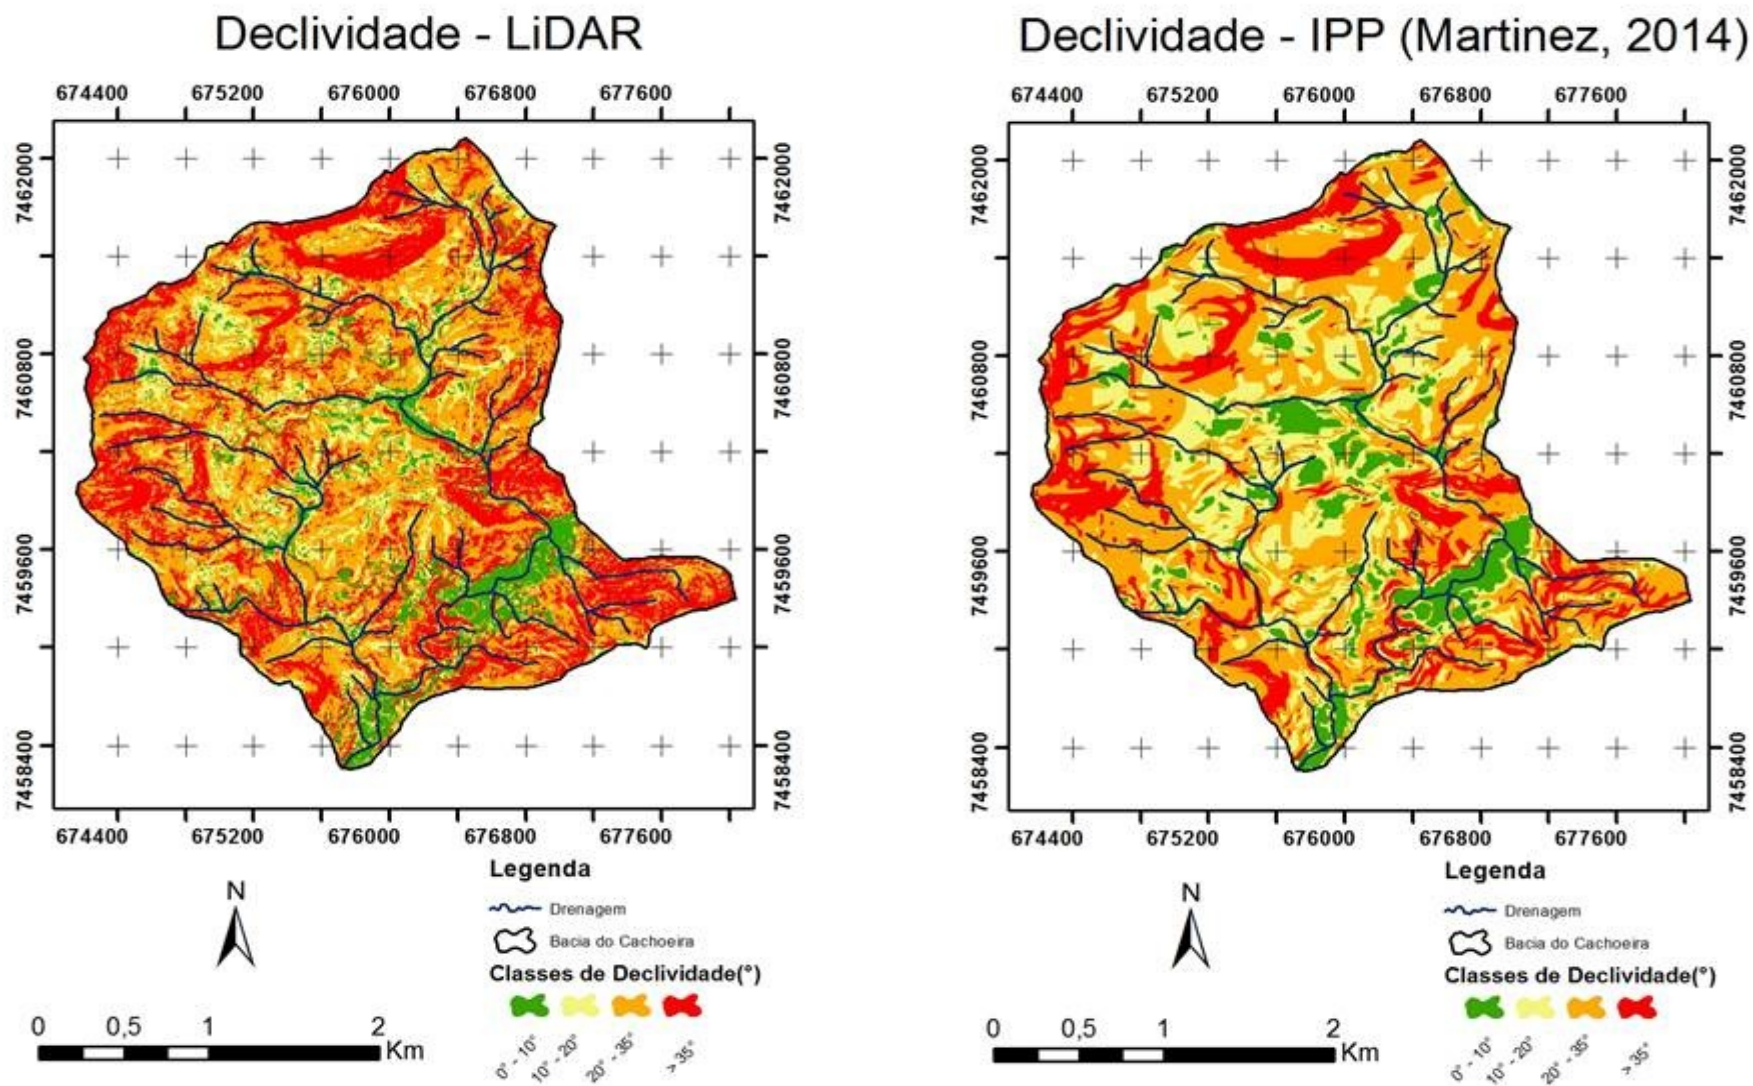 Declividade - LiDAR
674400 675200 676000 676800 677600
7462000 7462000
7460800 7460800
7459600 7459600
7458400 7458400
674400 675200 676000 676800 677600
Legenda
N
Drenagem
Bacia do Cachoeira
Classes de Declividade(°)
0 0,5 1 2
Km
0° - 10° 10° - 20° 20° - 35° > 35°
Declividade - IPP (Martinez, 2014)
674400 675200 676000 676800 677600
7462000 7462000
7460800 7460800
7459600 7459600
7458400 7458400
674400 675200 676000 676800 677600
Legenda
N
Drenagem
Bacia do Cachoeira
Classes de Declividade(°)
0 0,5 1 2
Km
0° - 10° 10° - 20° 20° - 35° > 35°